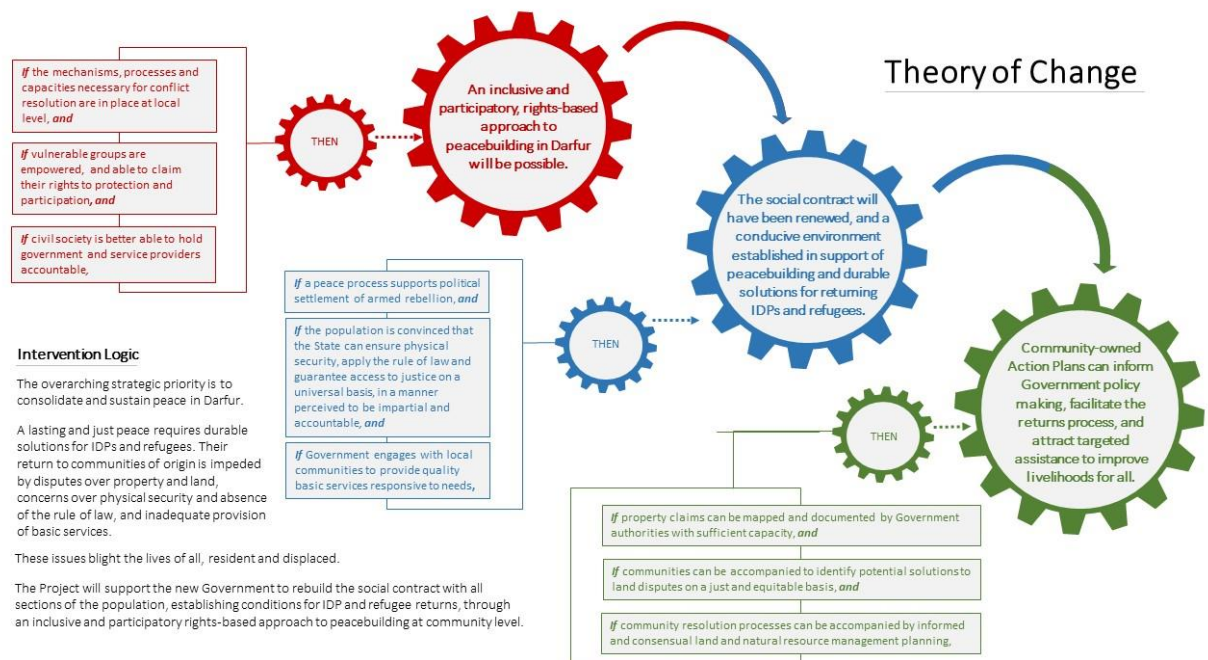 Theory of Change
If the mechanisms, processes and
capacities necessary for conflict
resolution are in place at local
level, and
If vulnerable groups are
empowered,  and able to claim
their rights to protection and
participation, and
If civil society is better able to hold
government and service providers
accountable,
THEN
An inclusive and
participatory, rights-based
approach to
peacebuilding in Darfur
will be possible.
If a peace process supports political
settlement of armed rebellion, and
If the population is convinced that
the State can ensure physical
security, apply the rule of law and
guarantee access to justice on a
universal basis, in a manner
perceived to be impartial and
accountable, and
If Government engages with local
communities to provide quality
basic services responsive to needs,
THEN
The social contract will
have been renewed, and a
conducive environment
established in support of
peacebuilding and durable
solutions for returning
IDPs and refugees.
Intervention Logic
The overarching strategic priority is to
consolidate and sustain peace in Darfur.
A lasting and just peace requires durable
solutions for IDPs and refugees. Their
return to communities of origin is impeded
by disputes over property and land,
concerns over physical security and absence
of the rule of law, and inadequate provision
of basic services.
These issues blight the lives of all, resident and displaced.
The Project will support the new Government to rebuild the social contract with all
sections of the population, establishing conditions for IDP and refugee returns, through
an inclusive and participatory rights-based approach to peacebuilding at community level.
If property claims can be mapped and documented by Government
authorities with sufficient capacity, and
If communities can be accompanied to identify potential solutions to
land disputes on a just and equitable basis, and
If community resolution processes can be accompanied by informed
and consensual land and natural resource management planning,
THEN
Community-owned
Action Plans can inform
Government policy
making, facilitate the
returns process, and
attract targeted
assistance to improve
livelihoods for all.